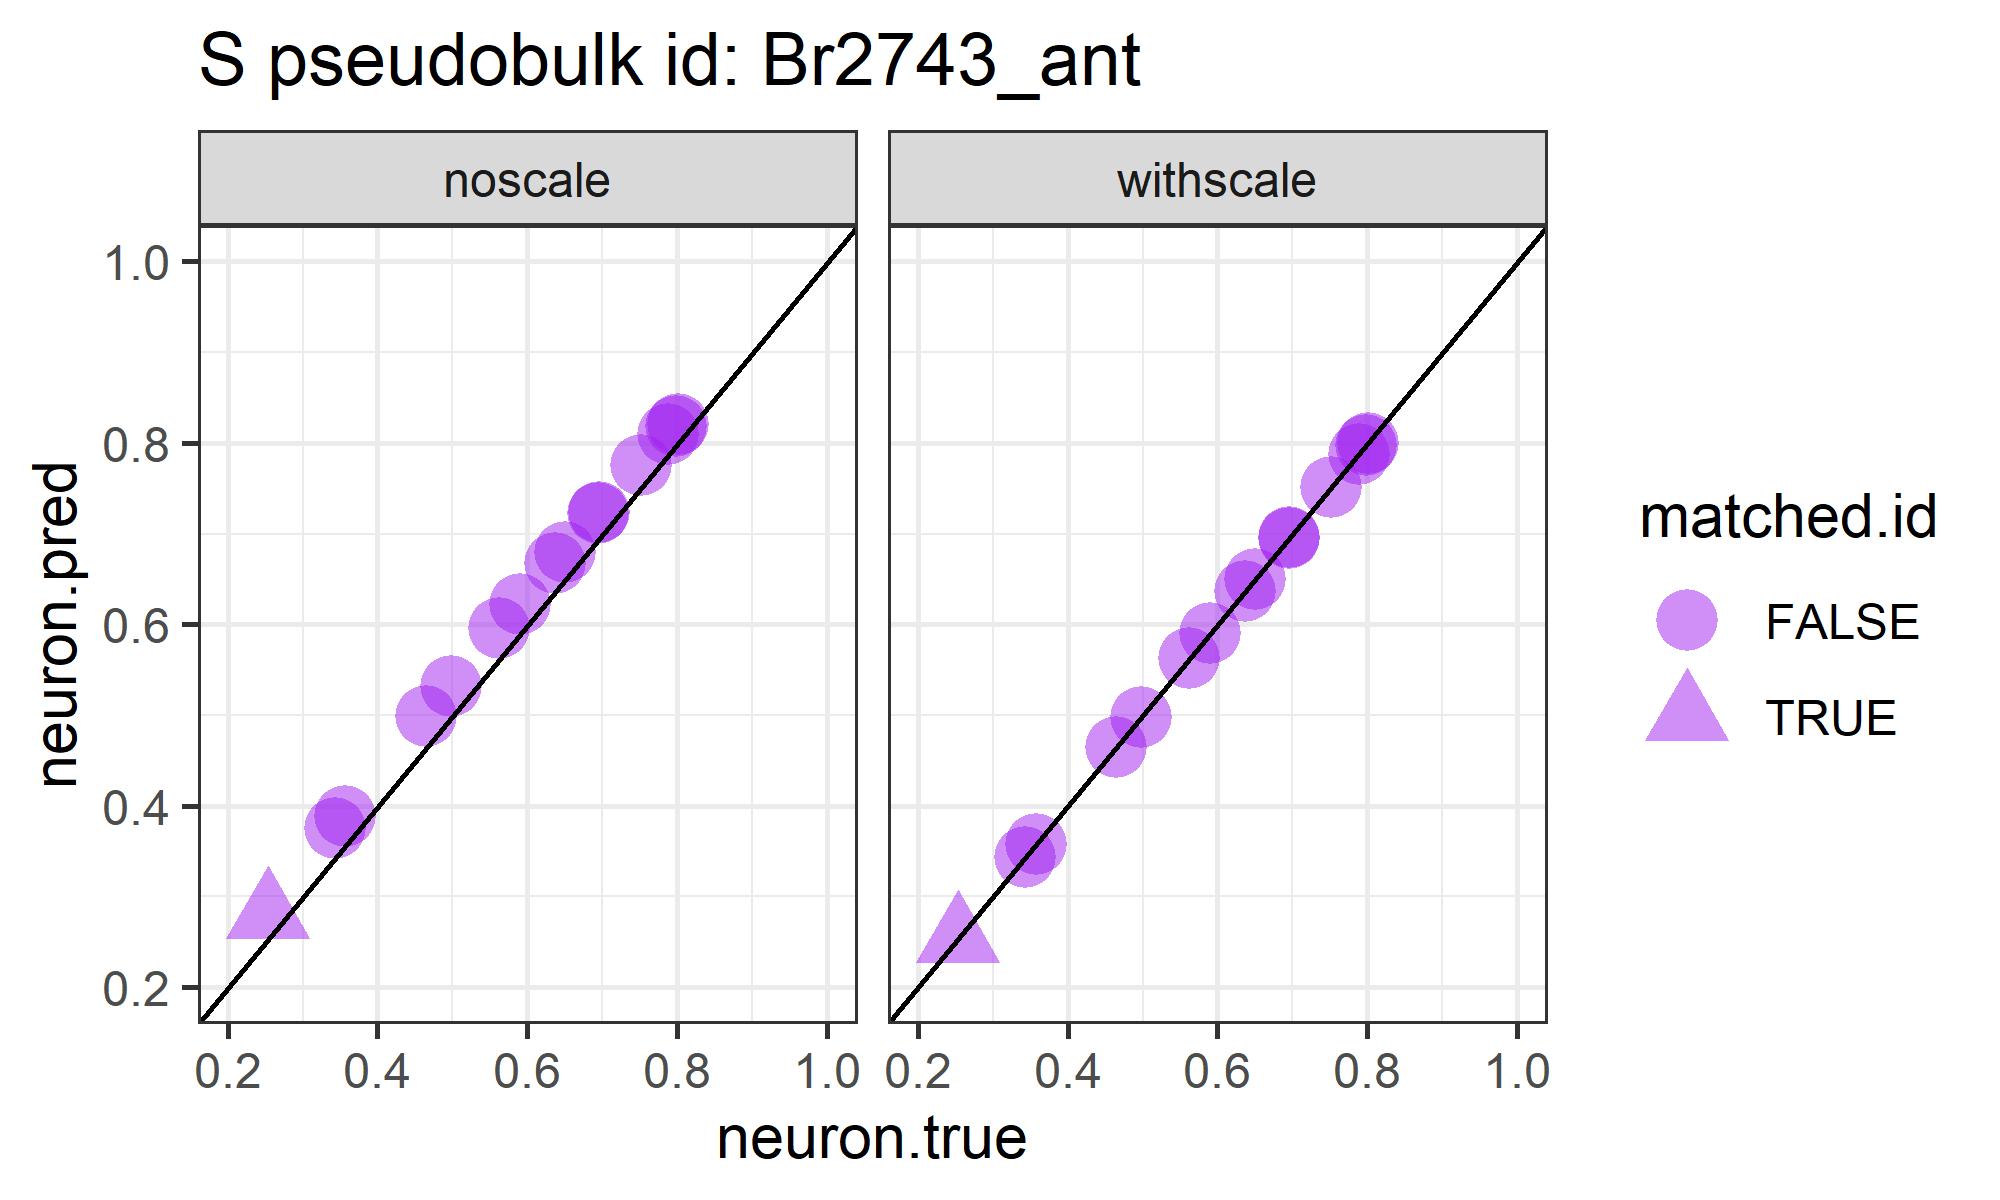 S pseudobulk id: Br2743_ant
noscale
withscale
1.0
0.8
0.6
0.4
0.2
neuron.pred
0.2 0.4 0.6 0.8 1.0
0.2 0.4 0.6 0.8 1.0
neuron.true
matched.id
FALSE
TRUE